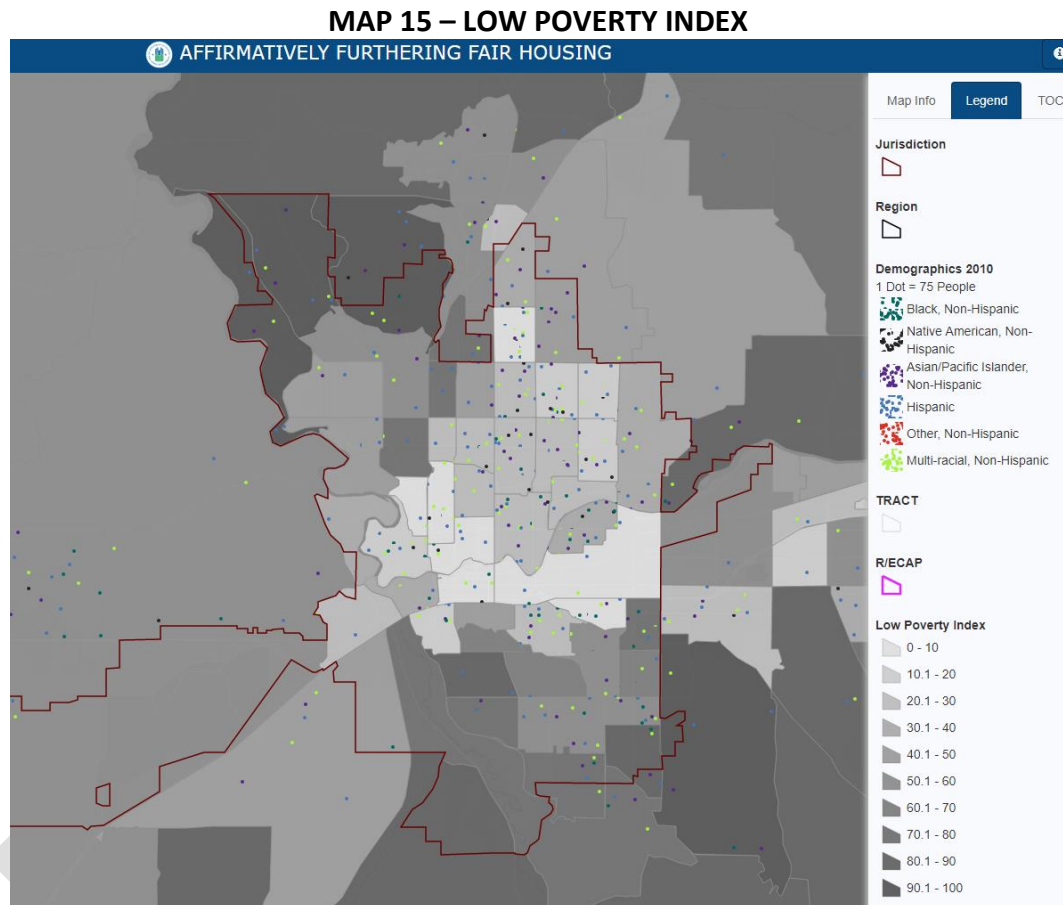 MAP 15 – LOW POVERTY INDEX
AFFIRMATIVELY FURTHERING FAIR HOUSING
Map Info
Legend
TOC
Jurisdiction
Region
Demographics 2010
1 Dot = 75 People
Black, Non-Hispanic
Native American, Non-
Hispanic
Asian/Pacific Islander,
Non-Hispanic
Hispanic
Other, Non-Hispanic
Multi-racial, Non-Hispanic
TRACT
R/ECAP
Low Poverty Index
0 - 10
10.1 - 20
20.1 - 30
30.1 - 40
40.1 - 50
50.1 - 60
60.1 - 70
70.1 - 80
80.1 - 90
90.1 - 100